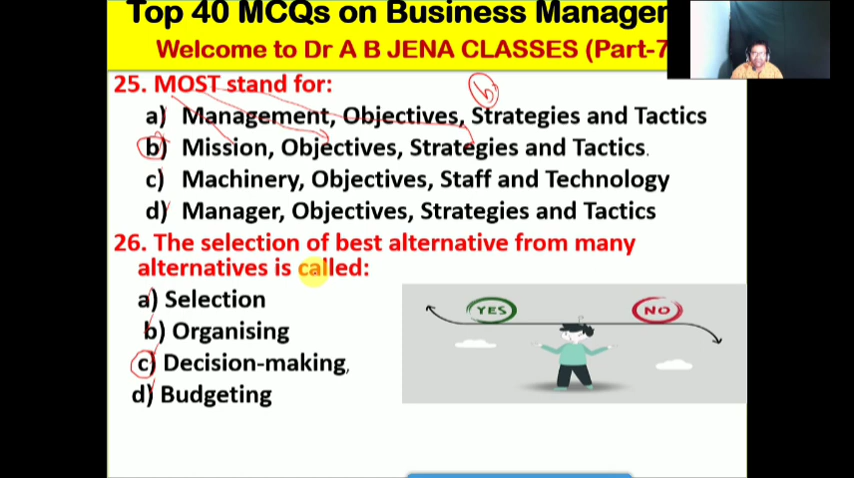 Top 40 MCQs on Business Manager
Welcome to Dr A B JENA CLASSES (Part-7
25. MOST stand for:
a) Management, Objectives, Strategies and Tactics
b) Mission, Objectives, Strategies and Tactics.
c) Machinery, Objectives, Staff and Technology
d) Manager, Objectives, Strategies and Tactics
26. The selection of best alternative from many
alternatives is called:
a) Selection
b) Organising
c) Decision-making,
d) Budgeting
YES
NO